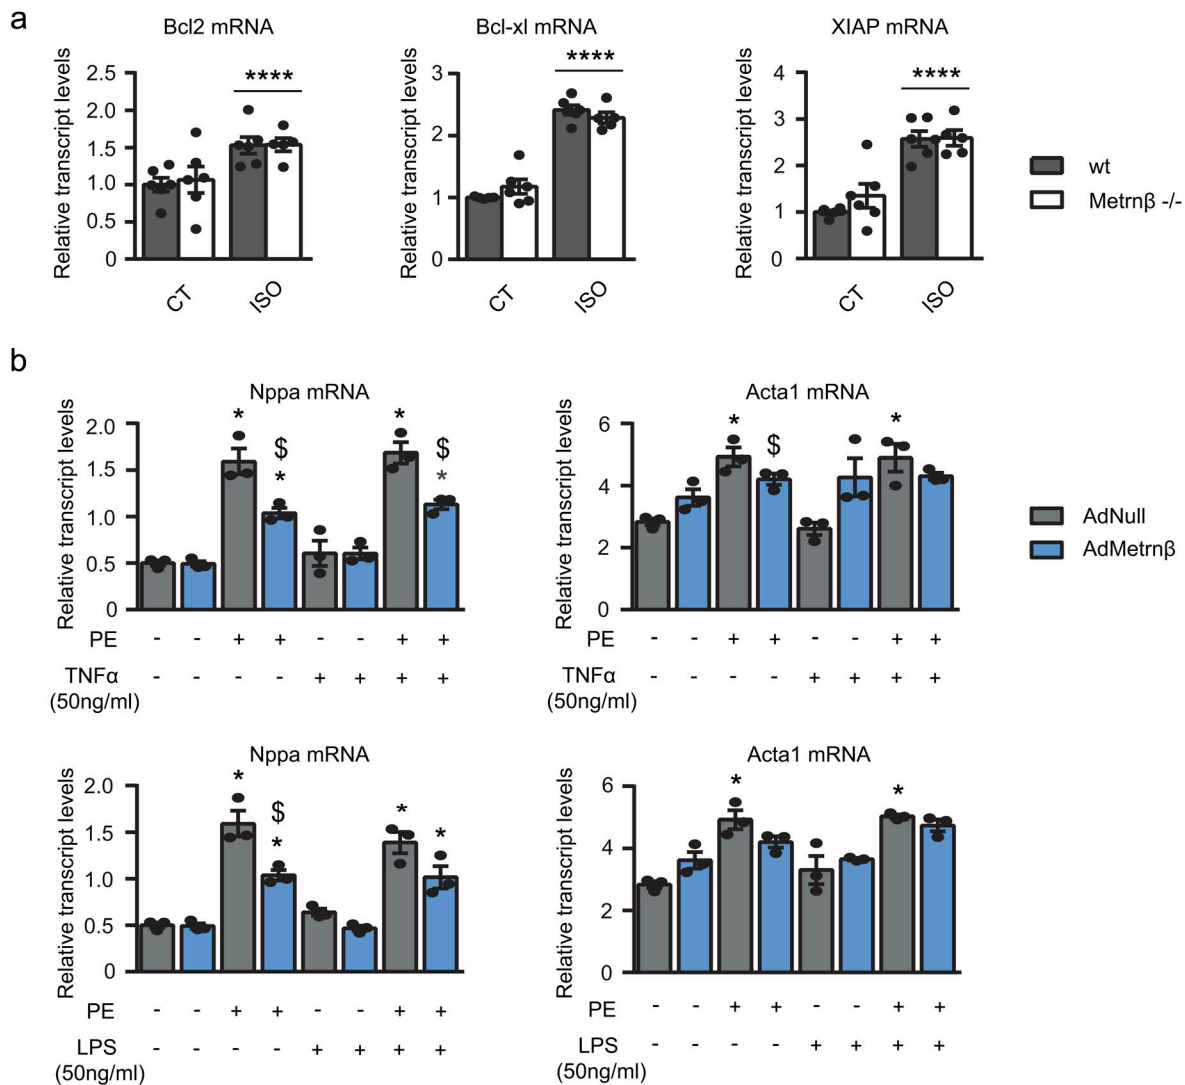 a
Bcl2 mRNA
Relative transcript levels
2.5
2.0
1.5
1.0
0.5
0
****
CT
ISO
Bcl-xl mRNA
Relative transcript levels
3
2
1
0
****
CT
ISO
XIAP mRNA
Relative transcript levels
4
3
2
1
0
****
CT
ISO
wt
Metrnβ -/-
b
Nppa mRNA
Relative transcript levels
2.0
1.5
1.0
0.5
0
* $ * * $ *
PE - - + + - - + +
TNFα - - - - + + + +
(50ng/ml)
Acta1 mRNA
Relative transcript levels
6
4
2
0
* $ *
PE - - + + - - + +
TNFα - - - - + + + +
(50ng/ml)
AdNull
AdMetrnβ
Nppa mRNA
Relative transcript levels
2.0
1.5
1.0
0.5
0
* $ * * *
PE - - + + - - + +
LPS - - - - + + + +
(50ng/ml)
Acta1 mRNA
Relative transcript levels
6
4
2
0
* *
PE - - + + - - + +
LPS - - - - + + + +
(50ng/ml)